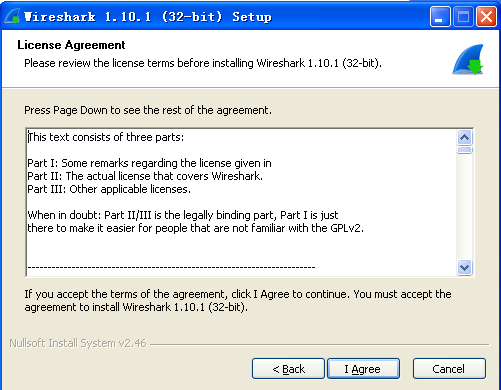 Wireshark 1.10.1 (32-bit) Setup
License Agreement
Please review the license terms before installing Wireshark 1.10.1 (32-bit).
Press Page Down to see the rest of the agreement.
This text consists of three parts:
Part I: Some remarks regarding the license given in
Part II: The actual license that covers Wireshark.
Part III: Other applicable licenses.
When in doubt: Part II/III is the legally binding part, Part I is just
there to make it easier for people that are not familiar with the GPLv2.
------------------------------------------------------------------------
If you accept the terms of the agreement, click I Agree to continue. You must accept the
agreement to install Wireshark 1.10.1 (32-bit).
Nullsoft Install System v2.46
< Back I Agree Cancel